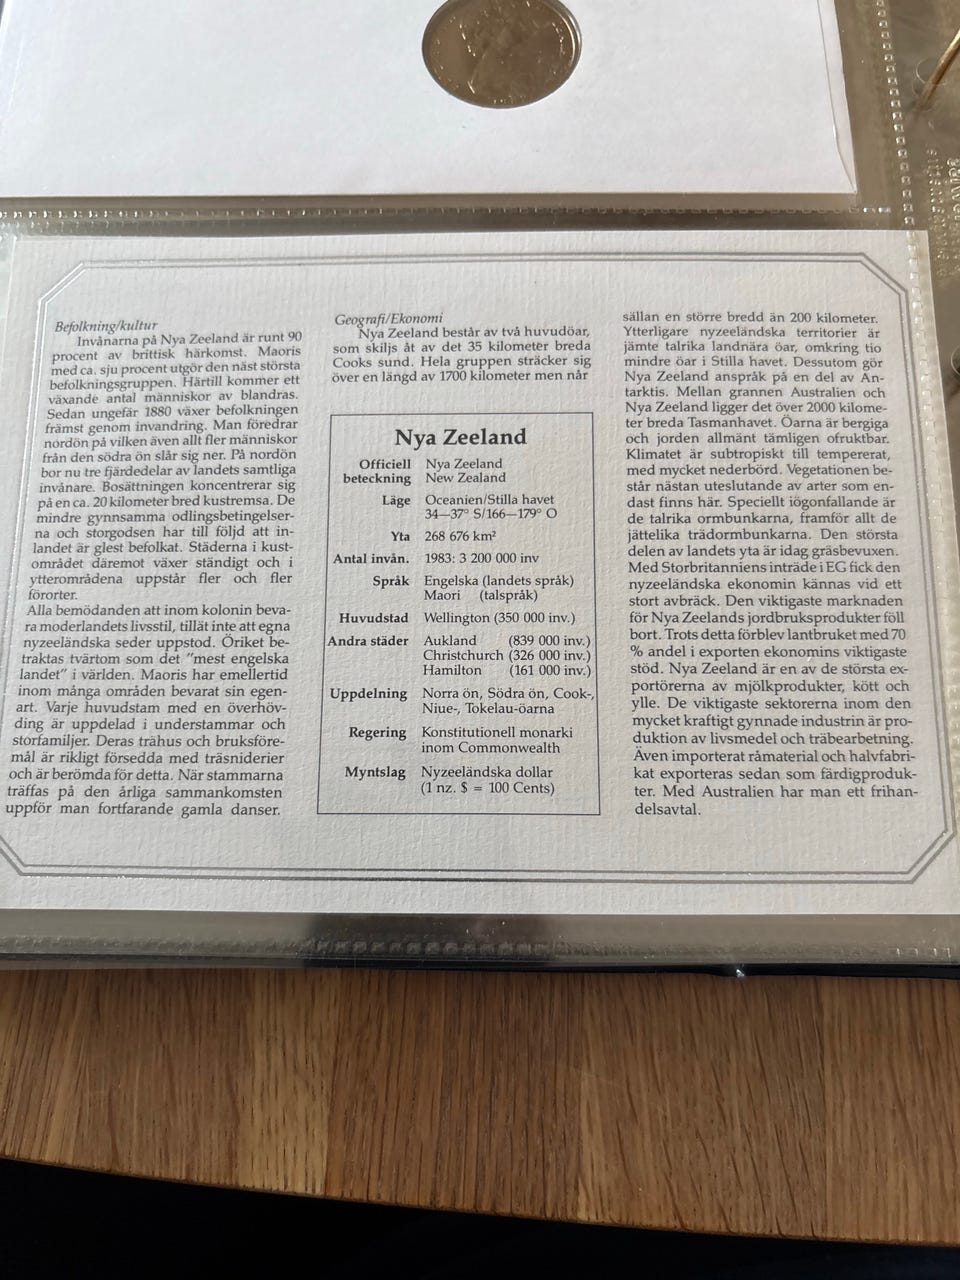 Befolkning/kultur
Invånarna på Nya Zeeland är runt 90
procent av brittisk härkomst. Maoris
med ca. sju procent utgör den näst största
befolkningsgruppen. Härtill kommer ett
växande antal människor av blandras.
Sedan ungefär 1880 växer befolkningen
främst genom invandring. Man föredrar
nordön på vilken även allt fler människor
från den södra ön slår sig ner. På nordön
bor nu tre fjärdedelar av landets samtliga
invånare. Bosättningen koncentrerar sig
på en ca. 20 kilometer bred kustremsa. De
mindre gynnsamma odlingsbetingelser-
na och storgodsen har till följd att in-
landet är glest befolkat. Städerna i kust-
området däremot växer ständigt och i
ytterområdena uppstår fler och fler
förorter.
Alla bemödanden att inom kolonin beva-
ra moderlandets livsstil, tillät inte att egna
nyzeeländska seder uppstod. Öriket be-
traktas tvärtom som det "mest engelska
landet" i världen. Maoris har emellertid
inom många områden bevarat sin egen-
art. Varje huvudstam med en överhöv-
ding är uppdelad i understammar och
storfamiljer. Deras trähus och bruksföre-
mål är rikligt försedda med träsniderier
och är berömda för detta. När stammarna
träffas på den årliga sammankomsten
uppför man fortfarande gamla danser.
Geografi/Ekonomi
Nya Zeeland består av två huvudöar,
som skiljs åt av det 35 kilometer breda
Cooks sund. Hela gruppen sträcker sig
över en längd av 1700 kilometer men når
Nya Zeeland
Officiell Nya Zeeland
beteckning New Zealand
Läge Oceanien/Stilla havet
34—37° S/166—179° O
Yta 268 676 km²
Antal invån. 1983: 3 200 000 inv
Språk Engelska (landets språk)
Maori (talspråk)
Huvudstad Wellington (350 000 inv.)
Andra städer Aukland (839 000 inv.)
Christchurch (326 000 inv.)
Hamilton (161 000 inv.)
Uppdelning Norra ön, Södra ön, Cook-,
Niue-, Tokelau-öarna
Regering Konstitutionell monarki
inom Commonwealth
Myntslag Nyzeeländska dollar
(1 nz. $ = 100 Cents)
sällan en större bredd än 200 kilometer.
Ytterligare nyzeeländska territorier är
jämte talrika landnära öar, omkring tio
mindre öar i Stilla havet. Dessutom gör
Nya Zeeland anspråk på en del av An-
tarktis. Mellan grannen Australien och
Nya Zeeland ligger det över 2000 kilome-
ter breda Tasmanhavet. Öarna är bergiga
och jorden allmänt tämligen ofruktbar.
Klimatet är subtropiskt till tempererat,
med mycket nederbörd. Vegetationen be-
står nästan uteslutande av arter som en-
dast finns här. Speciellt iögonfallande är
de talrika ormbunkarna, framför allt de
jättelika trädormbunkarna. Den största
delen av landets yta är idag gräsbevuxen.
Med Storbritanniens inträde i EG fick den
nyzeeländska ekonomin kännas vid ett
stort avbräck. Den viktigaste marknaden
för Nya Zeelands jordbruksprodukter föll
bort. Trots detta förblev lantbruket med 70
% andel i exporten ekonomins viktigaste
stöd. Nya Zeeland är en av de största ex-
portörerna av mjölkprodukter, kött och
ylle. De viktigaste sektorerna inom den
mycket kraftigt gynnade industrin är pro-
duktion av livsmedel och träbearbetning.
Även importerat råmaterial och halvfabri-
kat exporteras sedan som färdigproduk-
ter. Med Australien har man ett frihan-
delsavtal.